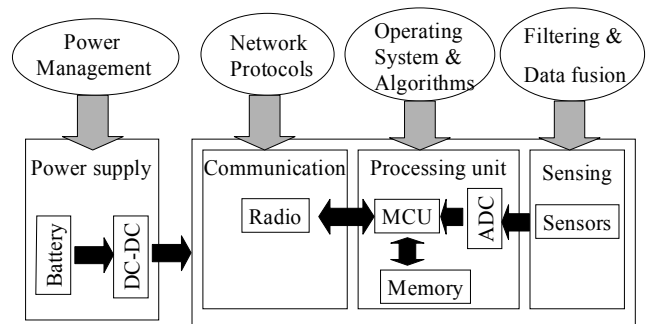 Power
Management
Network
Protocols
Operating
System &
Algorithms
Filtering &
Data fusion
Power supply
Communication
Processing unit
Sensing
Battery
DC-DC
Radio
MCU
ADC
Sensors
Memory